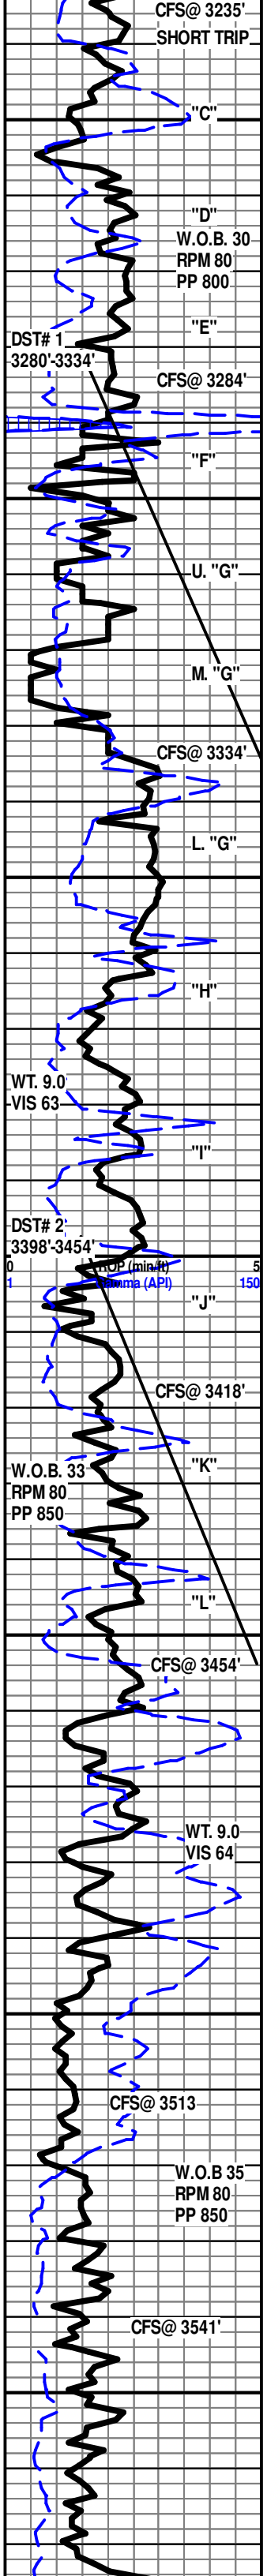 CFS@ 3235'
SHORT TRIP
"C"
"D"
W.O.B. 30
RPM 80
PP 800
"E"
DST# 1
3280'-3334'
CFS@ 3284'
"F"
U. "G"
M. "G"
CFS@ 3334'
L. "G"
"H"
WT. 9.0
VIS 63
"I"
DST# 2
3398'-3454'
0 ROP (min/ft) 5
1 Gamma (API) 150
"J"
CFS@ 3418'
"K"
W.O.B. 33
RPM 80
PP 850
"L"
CFS@ 3454'
WT. 9.0
VIS 64
CFS@ 3513
W.O.B 35
RPM 80
PP 850
CFS@ 3541'